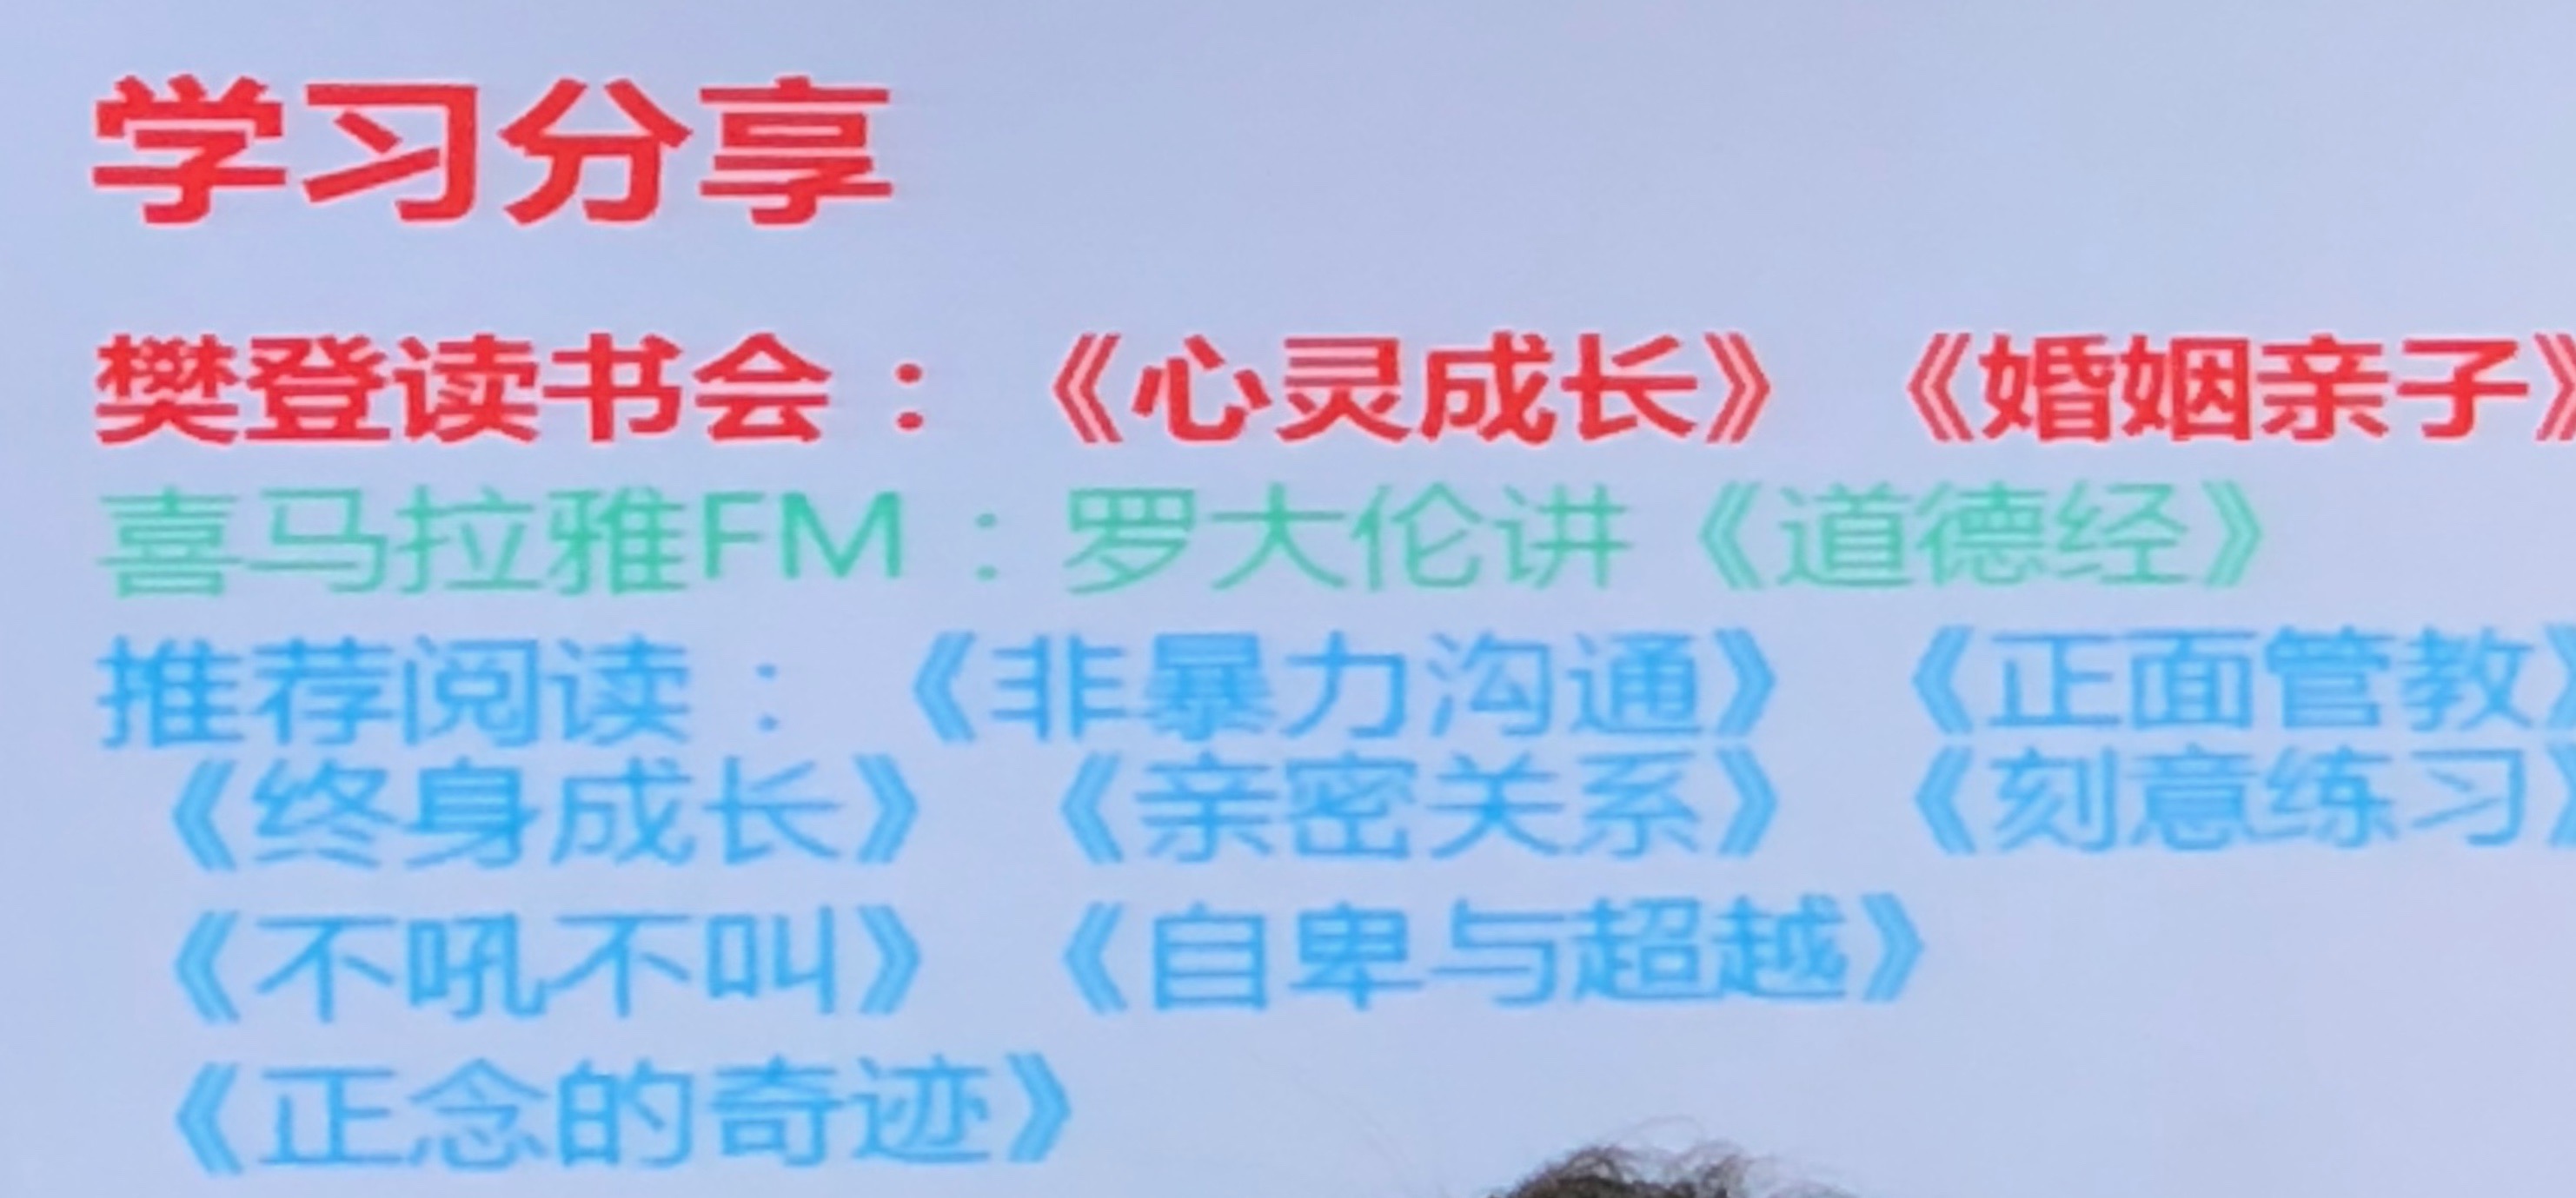 学习分享
樊登读书会：《心灵成长》《婚姻亲子》
喜马拉雅FM：罗大伦讲《道德经》
推荐阅读：《非暴力沟通》《正面管教》
《终身成长》《亲密关系》《刻意练习》
《不吼不叫》《自卑与超越》
《正念的奇迹》